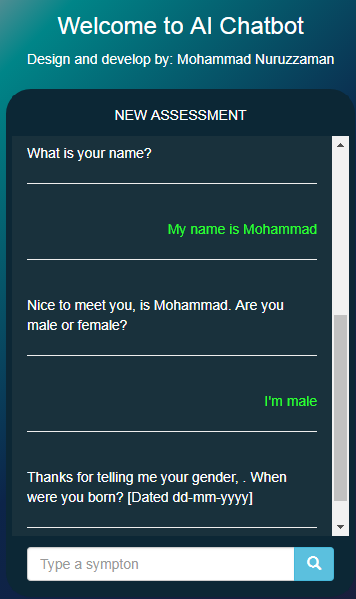 Welcome to AI Chatbot
Design and develop by: Mohammad Nuruzzaman
NEW ASSESSMENT
What is your name?
My name is Mohammad
Nice to meet you, is Mohammad. Are you
male or female?
I'm male
Thanks for telling me your gender, . When
were you born? [Dated dd-mm-yyyy]
Type a sympton